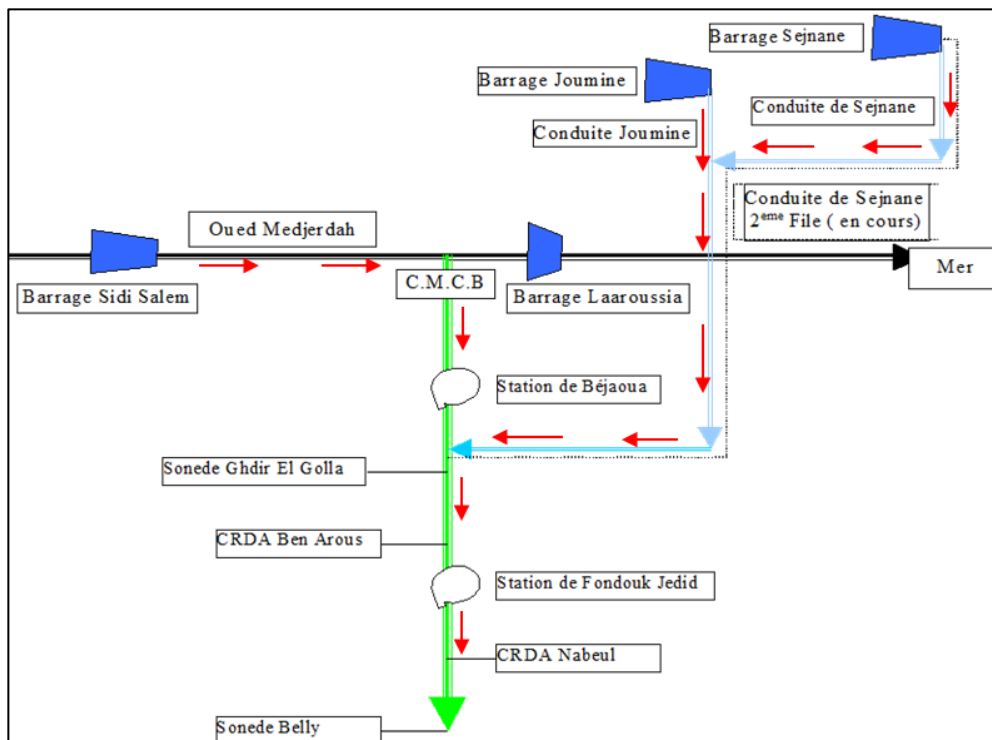 Barrage Sejnane
Barrage Joumine
Conduite de Sejnane
Conduite Joumine
Conduite de Sejnane
2eme File ( en cours)
Oued Medjerdah
Mer
C.M.C.B
Barrage Sidi Salem
Barrage Laaroussia
Station de Béjaoua
Sonede Ghdir El Golla
CRDA Ben Arous
Station de Fondouk Jedid
CRDA Nabeul
Sonede Belly